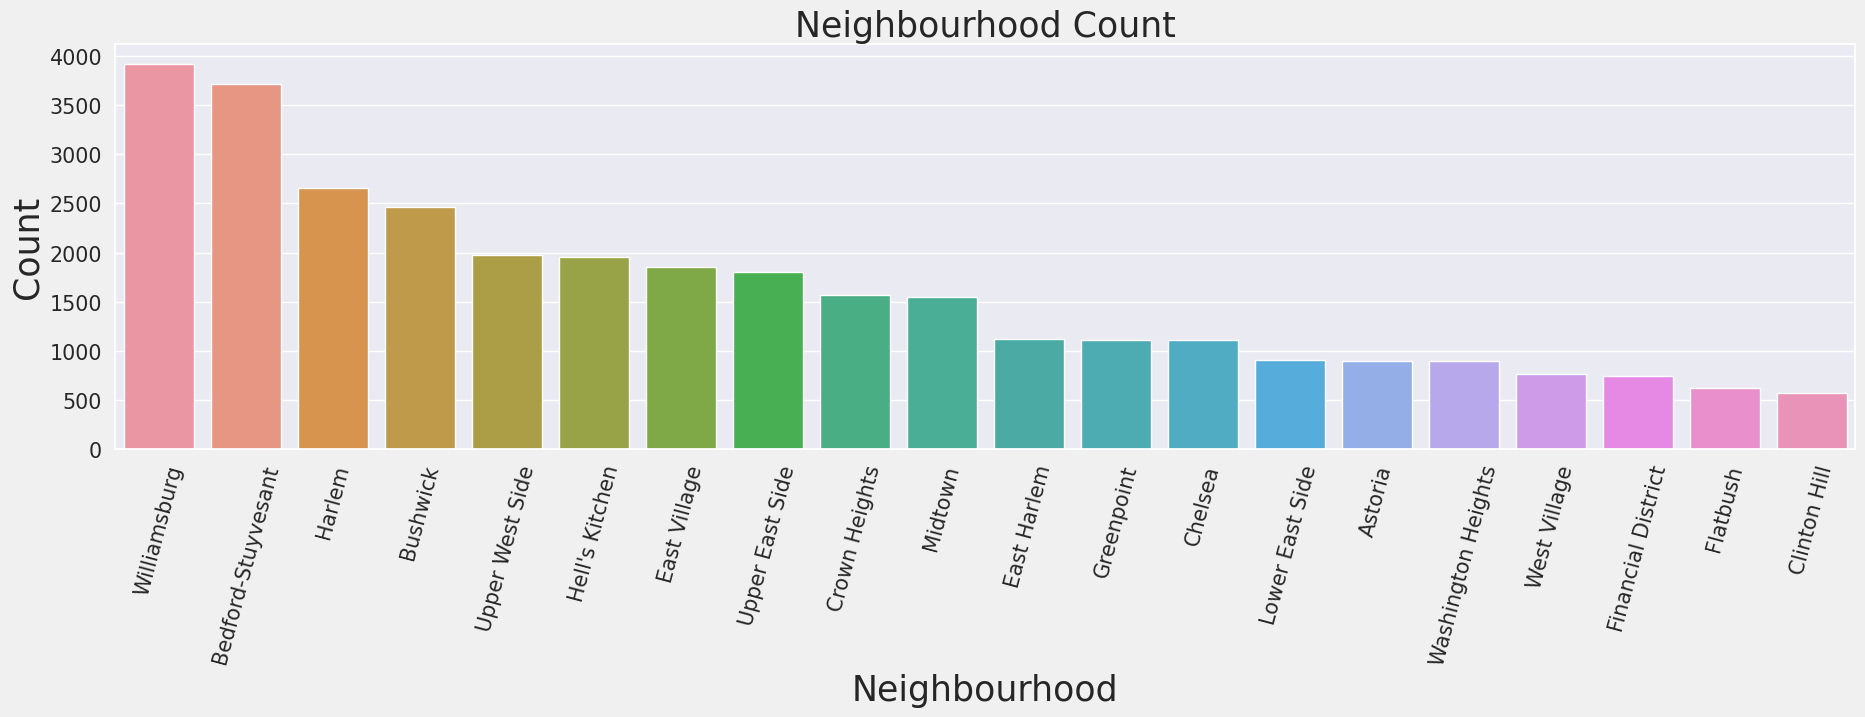 Neighbourhood Count
Count
4000
3500
3000
2500
2000
1500
1000
500
0
Williamsburg
Bedford-Stuyvesant
Harlem
Bushwick
Upper West Side
Hell's Kitchen
East Village
Upper East Side
Crown Heights
Midtown
East Harlem
Greenpoint
Chelsea
Lower East Side
Astoria
Washington Heights
West Village
Financial District
Flatbush
Clinton Hill
Neighbourhood